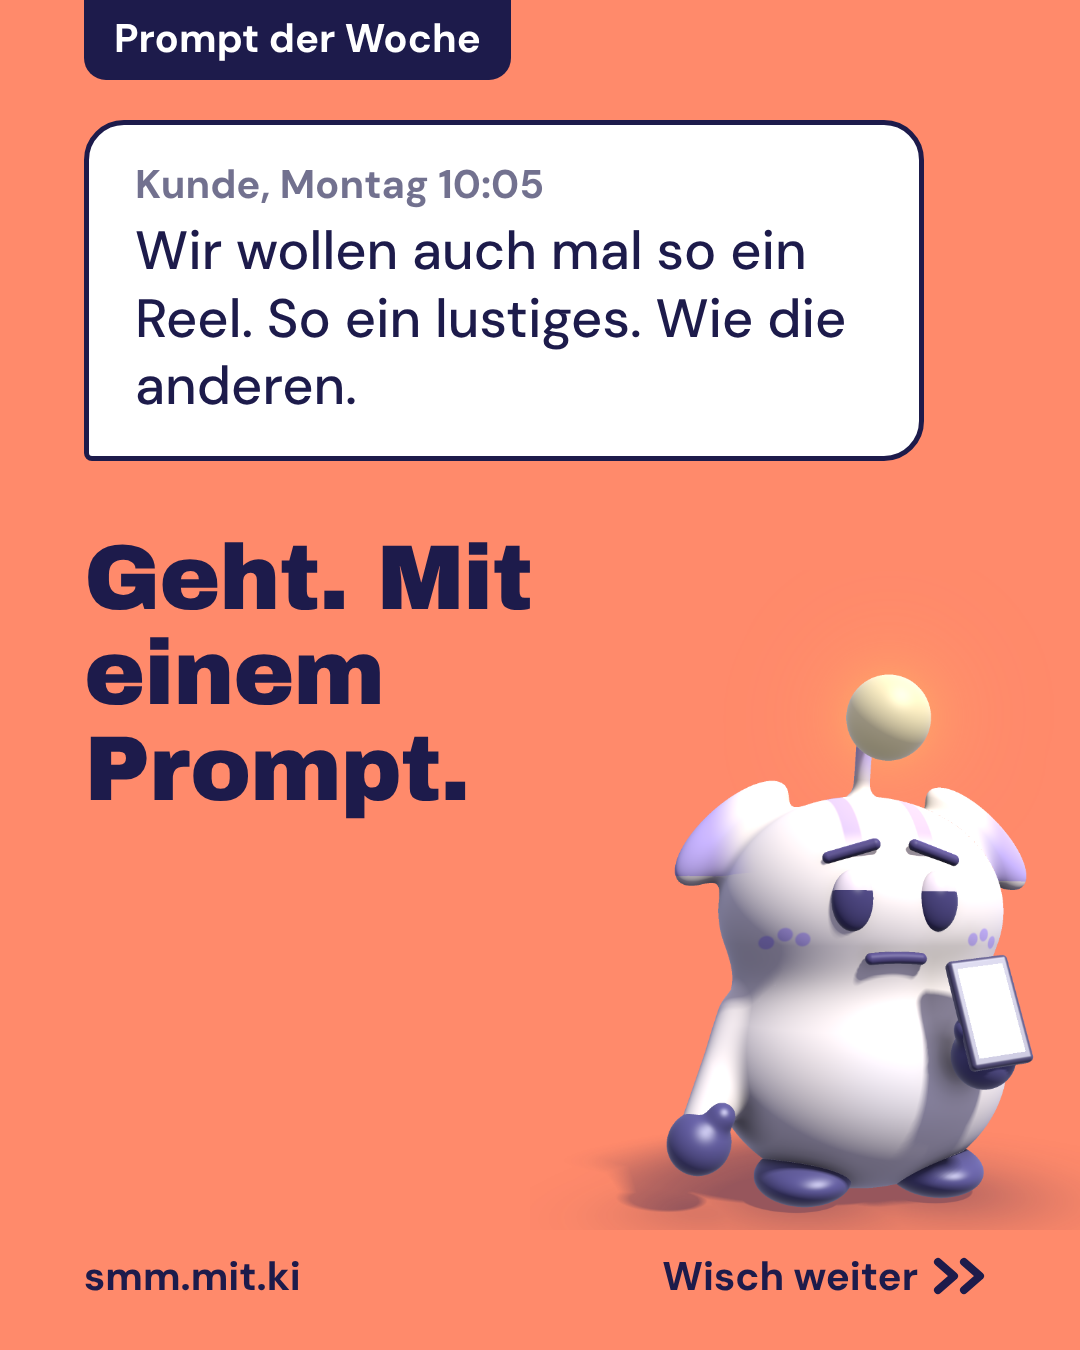 Prompt der Woche
Kunde, Montag 10:05
Wir wollen auch mal so ein
Reel. So ein lustiges. Wie die
anderen.
Geht. Mit
einem
Prompt.
smm.mit.ki
Wisch weiter